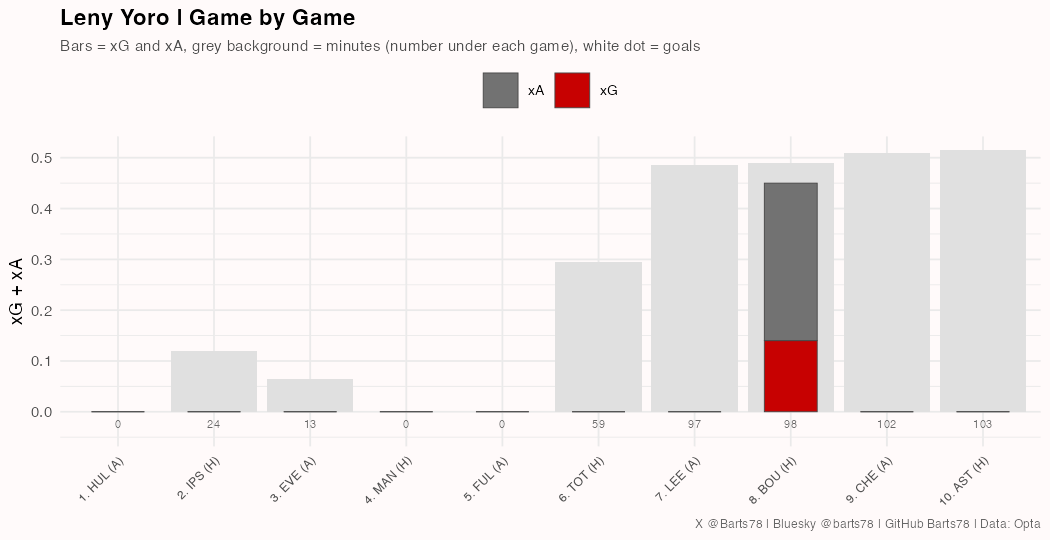 Leny Yoro | Game by Game
Bars = xG and xA, grey background = minutes (number under each game), white dot = goals
xA
xG
xG + xA
0.5
0.4
0.3
0.2
0.1
0.0
0
24
13
0
0
59
97
98
102
103
1. HUL (A)
2. IPS (H)
3. EVE (A)
4. MAN (H)
5. FUL (A)
6. TOT (H)
7. LEE (A)
8. BOU (H)
9. CHE (A)
10. AST (H)
X @Barts78 | Bluesky @barts78 | GitHub Barts78 | Data: Opta